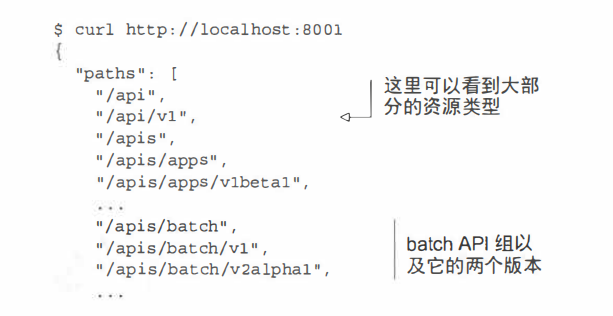 $ curl http://localhost:8001
{
"paths": [
"/api",
"/api/v1",
"/apis",
"/apis/apps",
"/apis/apps/v1beta1",
...
"/apis/batch",
"/apis/batch/v1",
"/apis/batch/v2alpha1",
...
这里可以看到大部
分的资源类型
batch API 组以
及它的两个版本